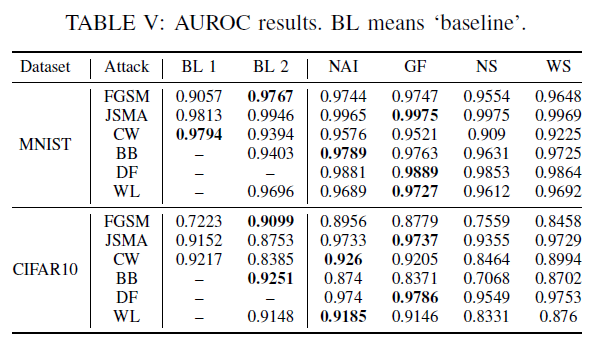 TABLE V: AUROC results. BL means ‘baseline’.
Dataset Attack BL 1 BL 2 NAI GF NS WS
MNIST
FGSM 0.9057 0.9767 0.9744 0.9747 0.9554 0.9648
JSMA 0.9813 0.9946 0.9965 0.9975 0.9975 0.9969
CW 0.9794 0.9394 0.9576 0.9521 0.909 0.9225
BB – 0.9403 0.9789 0.9763 0.9631 0.9725
DF – – 0.9881 0.9889 0.9853 0.9864
WL – 0.9696 0.9689 0.9727 0.9612 0.9692
CIFAR10
FGSM 0.7223 0.9099 0.8956 0.8779 0.7559 0.8458
JSMA 0.9152 0.8753 0.9733 0.9737 0.9355 0.9729
CW 0.9217 0.8385 0.926 0.9205 0.8464 0.8994
BB – 0.9251 0.874 0.8371 0.7068 0.8702
DF – – 0.974 0.9786 0.9549 0.9753
WL – 0.9148 0.9185 0.9146 0.8331 0.876